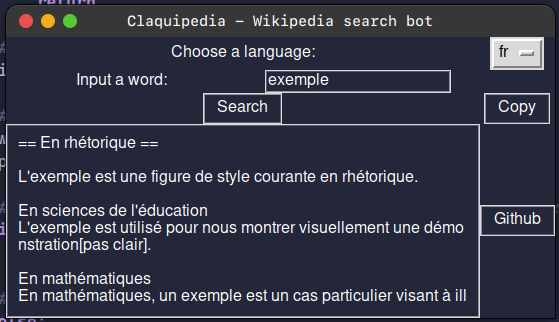 return
Claquipedia – Wikipedia search bot
Choose a language:
fr
Input a word:
exemple
Search
Copy
== En rhétorique ==
L'exemple est une figure de style courante en rhétorique.
En sciences de l'éducation
L'exemple est utilisé pour nous montrer visuellement une démo
nstration[pas clair].
Github
En mathématiques
En mathématiques, un exemple est un cas particulier visant à ill